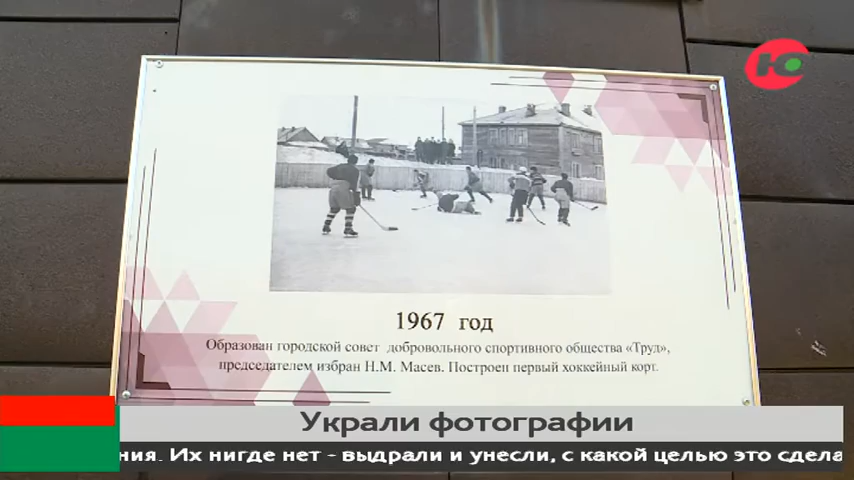 Ю
1967 год
Образован городской совет добровольного спортивного общества «Труд»,
председателем избран Н.М. Масев. Построен первый хоккейный корт.
Украли фотографии
ния. Их нигде нет - выдрали и унесли, с какой целью это сдела